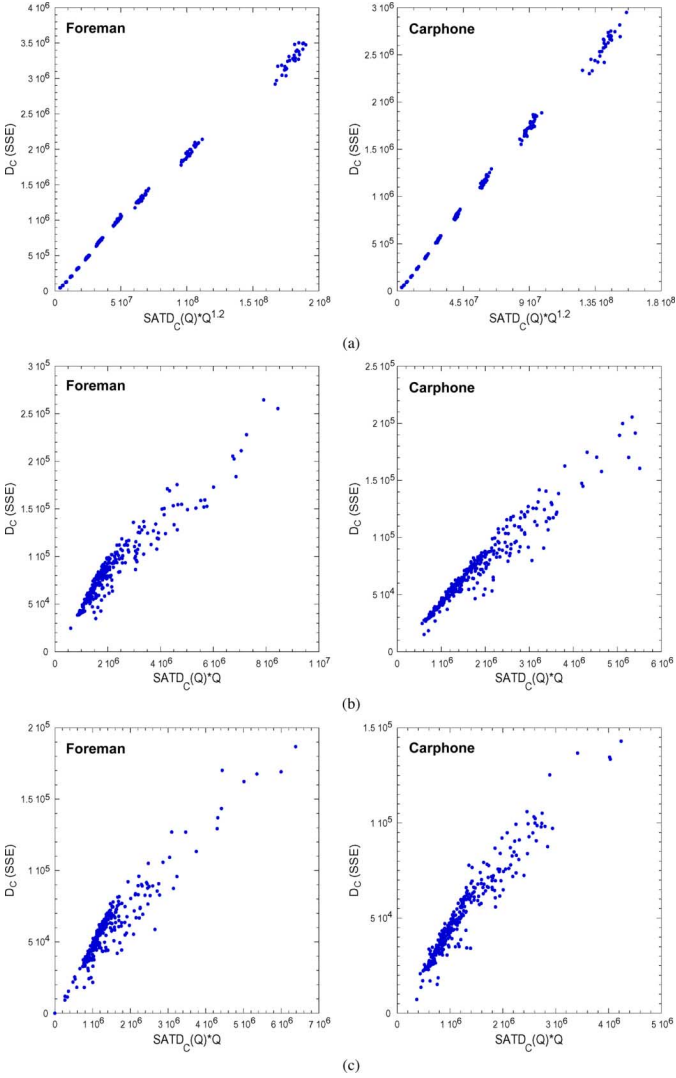 Foreman
D_C (SSE)
4 10^6
3.5 10^6
3 10^6
2.5 10^6
2 10^6
1.5 10^6
1 10^6
5 10^5
0
0 5 10^7 1 10^8 1.5 10^8 2 10^8
SATD_C(Q)*Q^1.2
Carphone
D_C (SSE)
3 10^6
2.5 10^6
2 10^6
1.5 10^6
1 10^6
5 10^5
0
0 4.5 10^7 9 10^7 1.35 10^8 1.8 10^8
SATD_C(Q)*Q^1.2
(a)
Foreman
D_C (SSE)
3 10^5
2.5 10^5
2 10^5
1.5 10^5
1 10^5
5 10^4
0
0 2 10^6 4 10^6 6 10^6 8 10^6 1 10^7
SATD_C(Q)*Q
Carphone
D_C (SSE)
2.5 10^5
2 10^5
1.5 10^5
1 10^5
5 10^4
0
0 1 10^6 2 10^6 3 10^6 4 10^6 5 10^6 6 10^6
SATD_C(Q)*Q
(b)
Foreman
D_C (SSE)
2 10^5
1.5 10^5
1 10^5
5 10^4
0
0 1 10^6 2 10^6 3 10^6 4 10^6 5 10^6 6 10^6 7 10^6
SATD_C(Q)*Q
Carphone
D_C (SSE)
1.5 10^5
1 10^5
5 10^4
0
0 1 10^6 2 10^6 3 10^6 4 10^6 5 10^6
SATD_C(Q)*Q
(c)